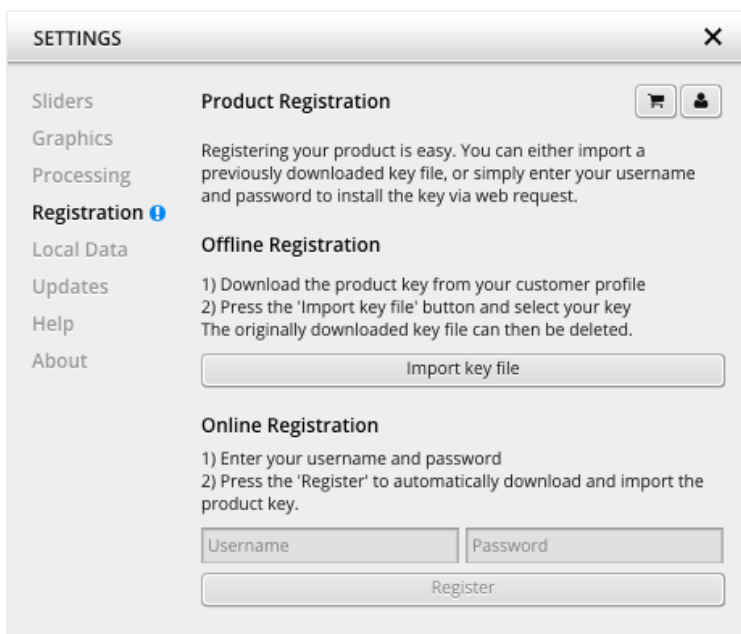 SETTINGS
Sliders
Graphics
Processing
Registration
Local Data
Updates
Help
About
Product Registration
Registering your product is easy. You can either import a
previously downloaded key file, or simply enter your username
and password to install the key via web request.
Offline Registration
1) Download the product key from your customer profile
2) Press the 'Import key file' button and select your key
The originally downloaded key file can then be deleted.
Import key file
Online Registration
1) Enter your username and password
2) Press the 'Register' to automatically download and import the
product key.
Username
Password
Register